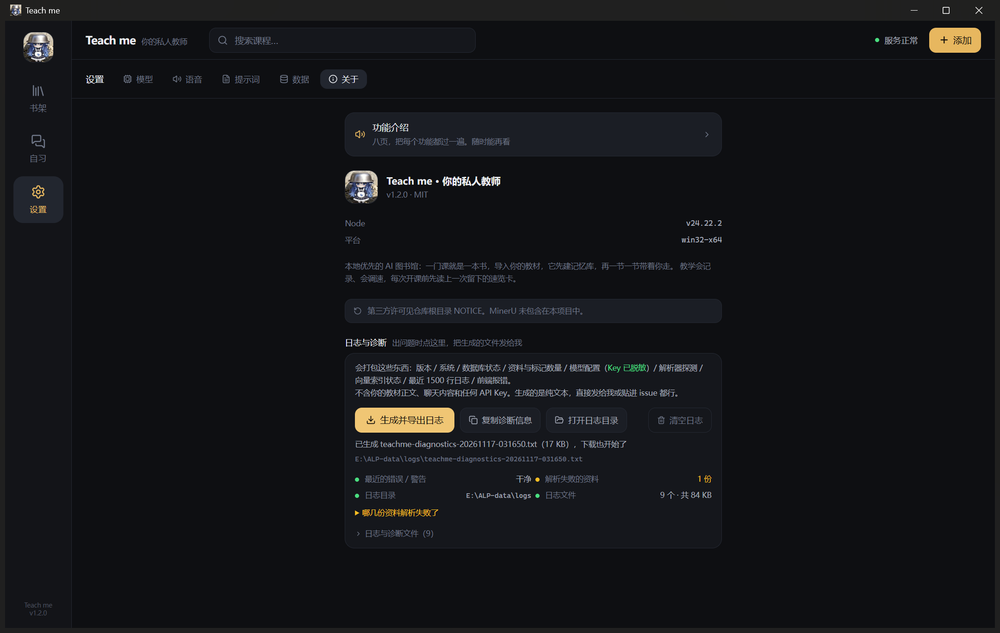 Teach me
Teach me 你的私人教师
搜索课程...
服务正常
+ 添加
书架
自习
设置
设置 模型 语音 提示词 数据 关于
功能介绍
八页，把每个功能都过一遍。随时能再看
Teach me • 你的私人教师
v1.2.0 · MIT
Node v24.22.2
平台 win32-x64
本地优先的 AI 图书馆：一门课就是一本书，导入你的教材，它先建记忆库，再一节一节带着你走。教学会记
录、会调速，每次开课前先读上一次留下的速览卡。
第三方许可见仓库根目录 NOTICE。MinerU 未包含在本项目中。
日志与诊断 出问题时点这里，把生成的文件发给我
会打包这些东西：版本 / 系统 / 数据库状态 / 资料与标记数量 / 模型配置（Key 已脱敏）/ 解析器探测 /
向量索引状态 / 最近 1500 行日志 / 前端报错。
不含你的教材正文、聊天内容和任何 API Key。生成的是纯文本，直接发给我或贴进 issue 都行。
生成并导出日志 复制诊断信息 打开日志目录 清空日志
已生成 teachme-diagnostics-20261117-031650.txt（17 KB），下载也开始了
E:\ALP-data\logs\teachme-diagnostics-20261117-031650.txt
最近的错误 / 警告 干净 解析失败的资料 1 份
日志目录 E:\ALP-data\logs 日志文件 9 个 · 共 84 KB
哪几份资料解析失败了
日志与诊断文件（9）
Teach me
v1.2.0